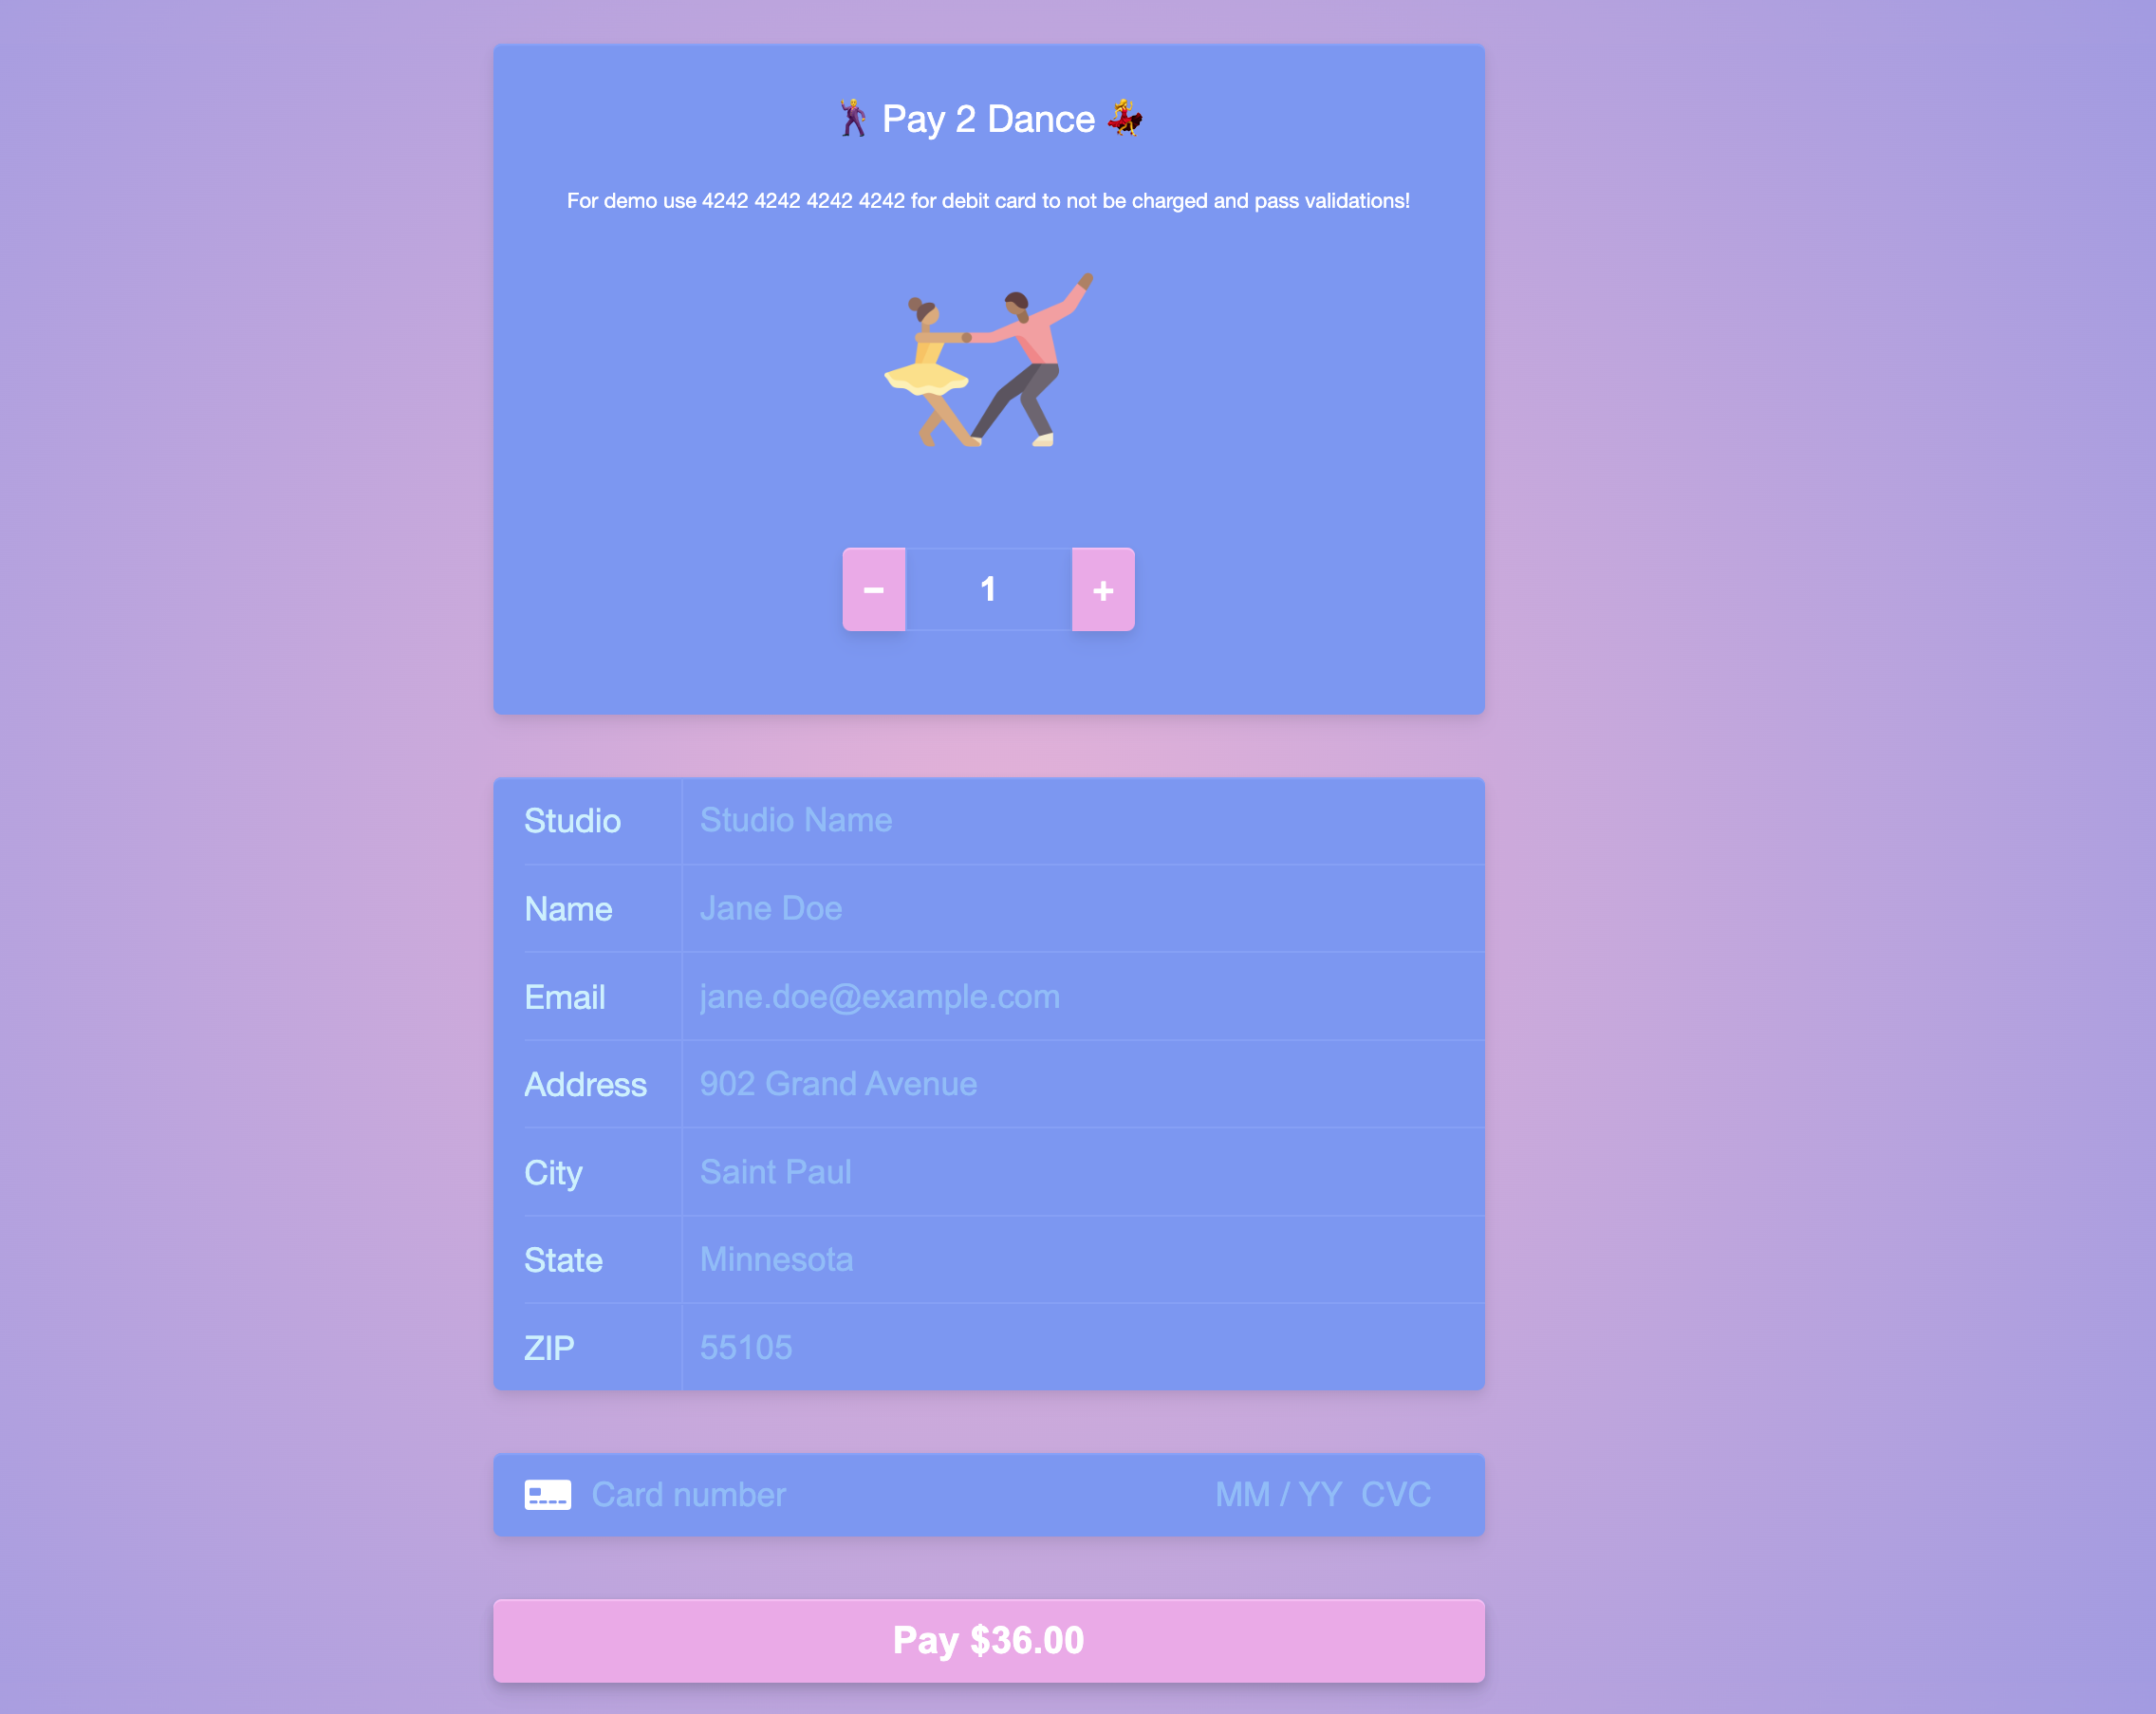 🕺 Pay 2 Dance 💃
For demo use 4242 4242 4242 4242 for debit card to not be charged and pass validations!
− 1 +
Studio Studio Name
Name Jane Doe
Email jane.doe@example.com
Address 902 Grand Avenue
City Saint Paul
State Minnesota
ZIP 55105
Card number MM / YY CVC
Pay $36.00